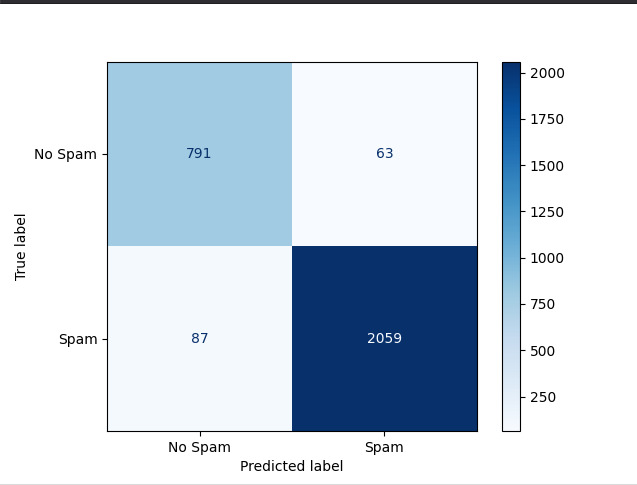 2000
1750
No Spam 791 63 1500
1250
True label
1000
750
Spam 87 2059 500
250
No Spam Spam
Predicted label